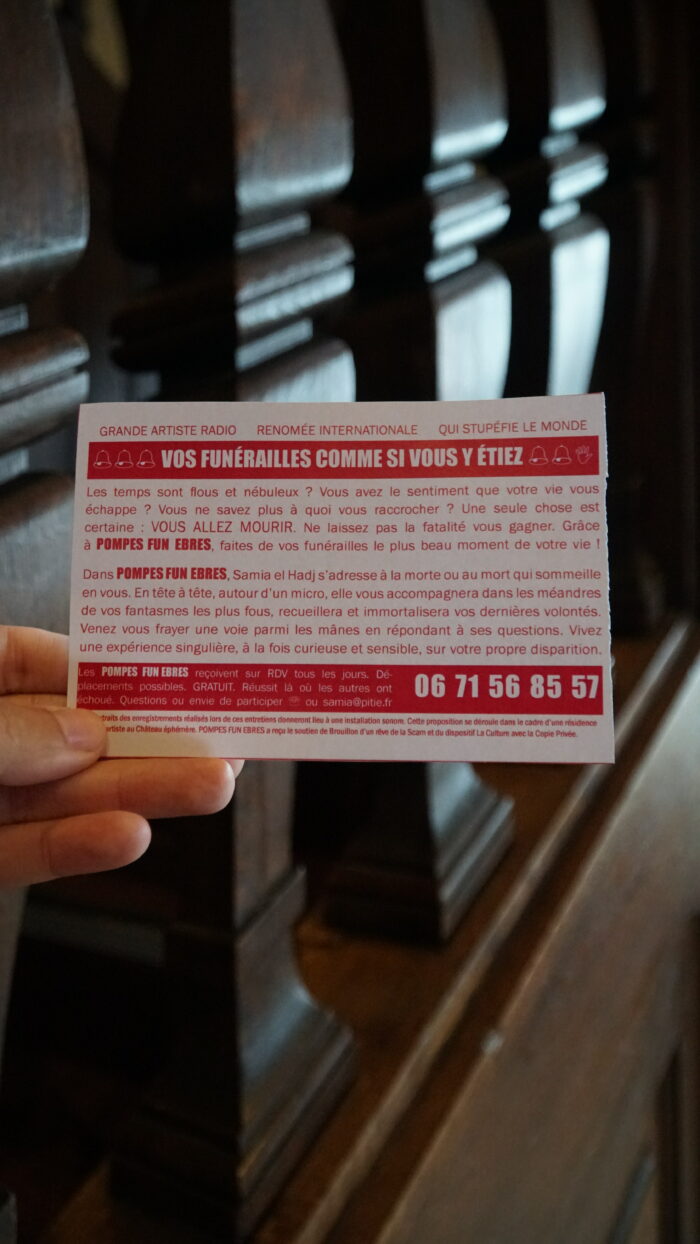 GRANDE ARTISTE RADIO RENOMÉE INTERNATIONALE QUI STUPÉFIE LE MONDE
VOS FUNÉRAILLES COMME SI VOUS Y ÉTIEZ
Les temps sont flous et nébuleux ? Vous avez le sentiment que votre vie vous
échappe ? Vous ne savez plus à quoi vous raccrocher ? Une seule chose est
certaine : VOUS ALLEZ MOURIR. Ne laissez pas la fatalité vous gagner. Grâce
à POMPES FUN EBRES, faites de vos funérailles le plus beau moment de votre vie !
Dans POMPES FUN EBRES, Samia el Hadj s'adresse à la morte ou au mort qui sommeille
en vous. En tête à tête, autour d'un micro, elle vous accompagnera dans les méandres
de vos fantasmes les plus fous, recueillera et immortalisera vos dernières volontés.
Venez vous frayer une voie parmi les mânes en répondant à ses questions. Vivez
une expérience singulière, à la fois curieuse et sensible, sur votre propre disparition.
Les POMPES FUN EBRES reçoivent sur RDV tous les jours. Dé-
placements possibles. GRATUIT. Réussit là où les autres ont
échoué. Questions ou envie de participer ☏ ou samia@pitie.fr
06 71 56 85 57
traits des enregistrements réalisés lors de ces entretiens donneront lieu à une installation sonore. Cette proposition se déroule dans le cadre d'une résidence
artiste au Château éphémère. POMPES FUN EBRES a reçu le soutien de Brouillon d'un rêve de la Scam et du dispositif La Culture avec la Copie Privée.